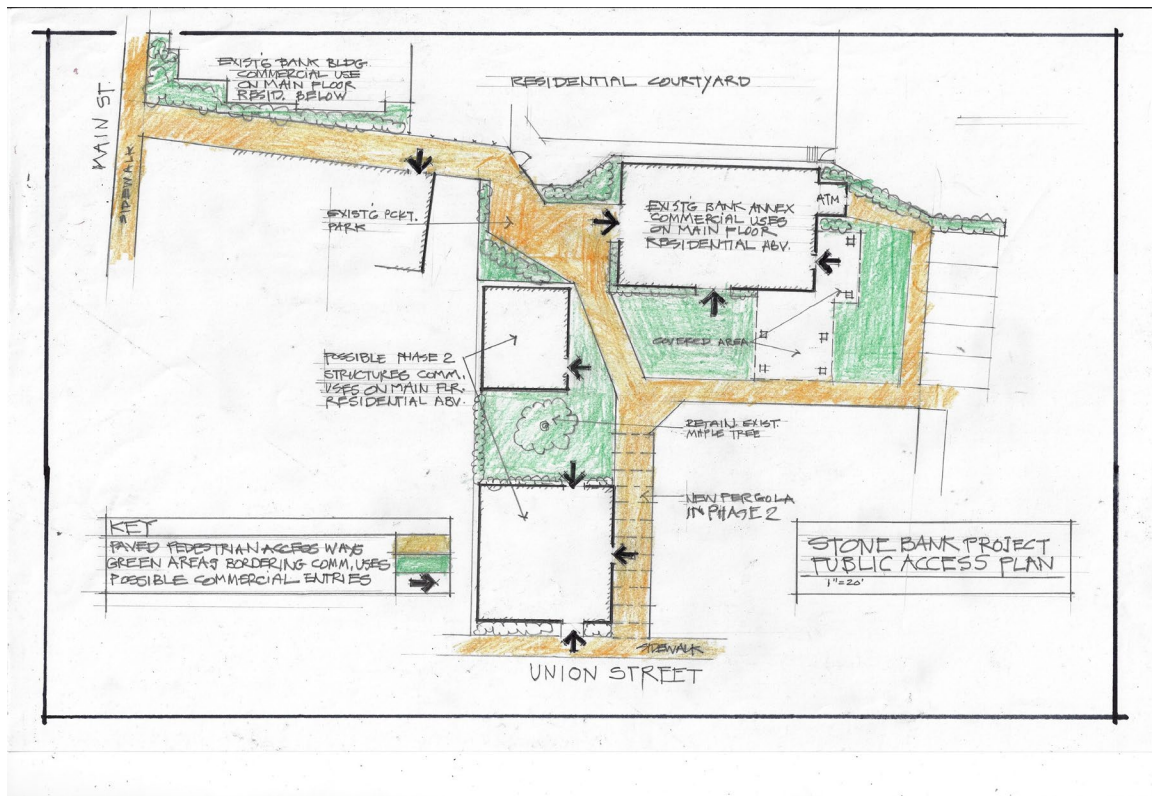 EXIST'G BANK BLDG.
COMMERCIAL USE
ON MAIN FLOOR
RESID. BELOW
RESIDENTIAL COURTYARD
MAIN ST
SIDEWALK
EXIST'G PCKT.
PARK
EXIST'G BANK ANNEX
COMMERCIAL USES
ON MAIN FLOOR
RESIDENTIAL ABV.
ATM
COVERED AREA
POSSIBLE PHASE 2
STRUCTURES COMM.
USES ON MAIN FLR.
RESIDENTIAL ABV.
RETAIN EXIST.
MAPLE TREE
NEW PERGOLA
IN PHASE 2
KEY
PAVED PEDESTRIAN ACCESS WAYS
GREEN AREAS BORDERING COMM. USES
POSSIBLE COMMERCIAL ENTRIES
STONE BANK PROJECT
PUBLIC ACCESS PLAN
1"=20'
SIDEWALK
UNION STREET